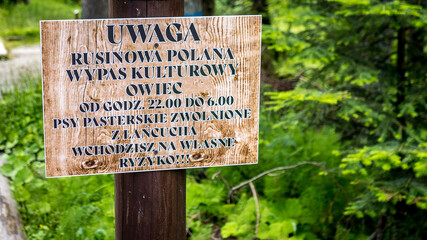 UWAGA
RUSINOWA POLANA
WYPAS KULTUROWY
OWIEC
OD GODZ. 22.00 DO 6.00
PSY PASTERSKIE ZWOLNIONE
Z ŁAŃCUCHA
WCHODZISZ NA WŁASNE
RYZYKO!!!